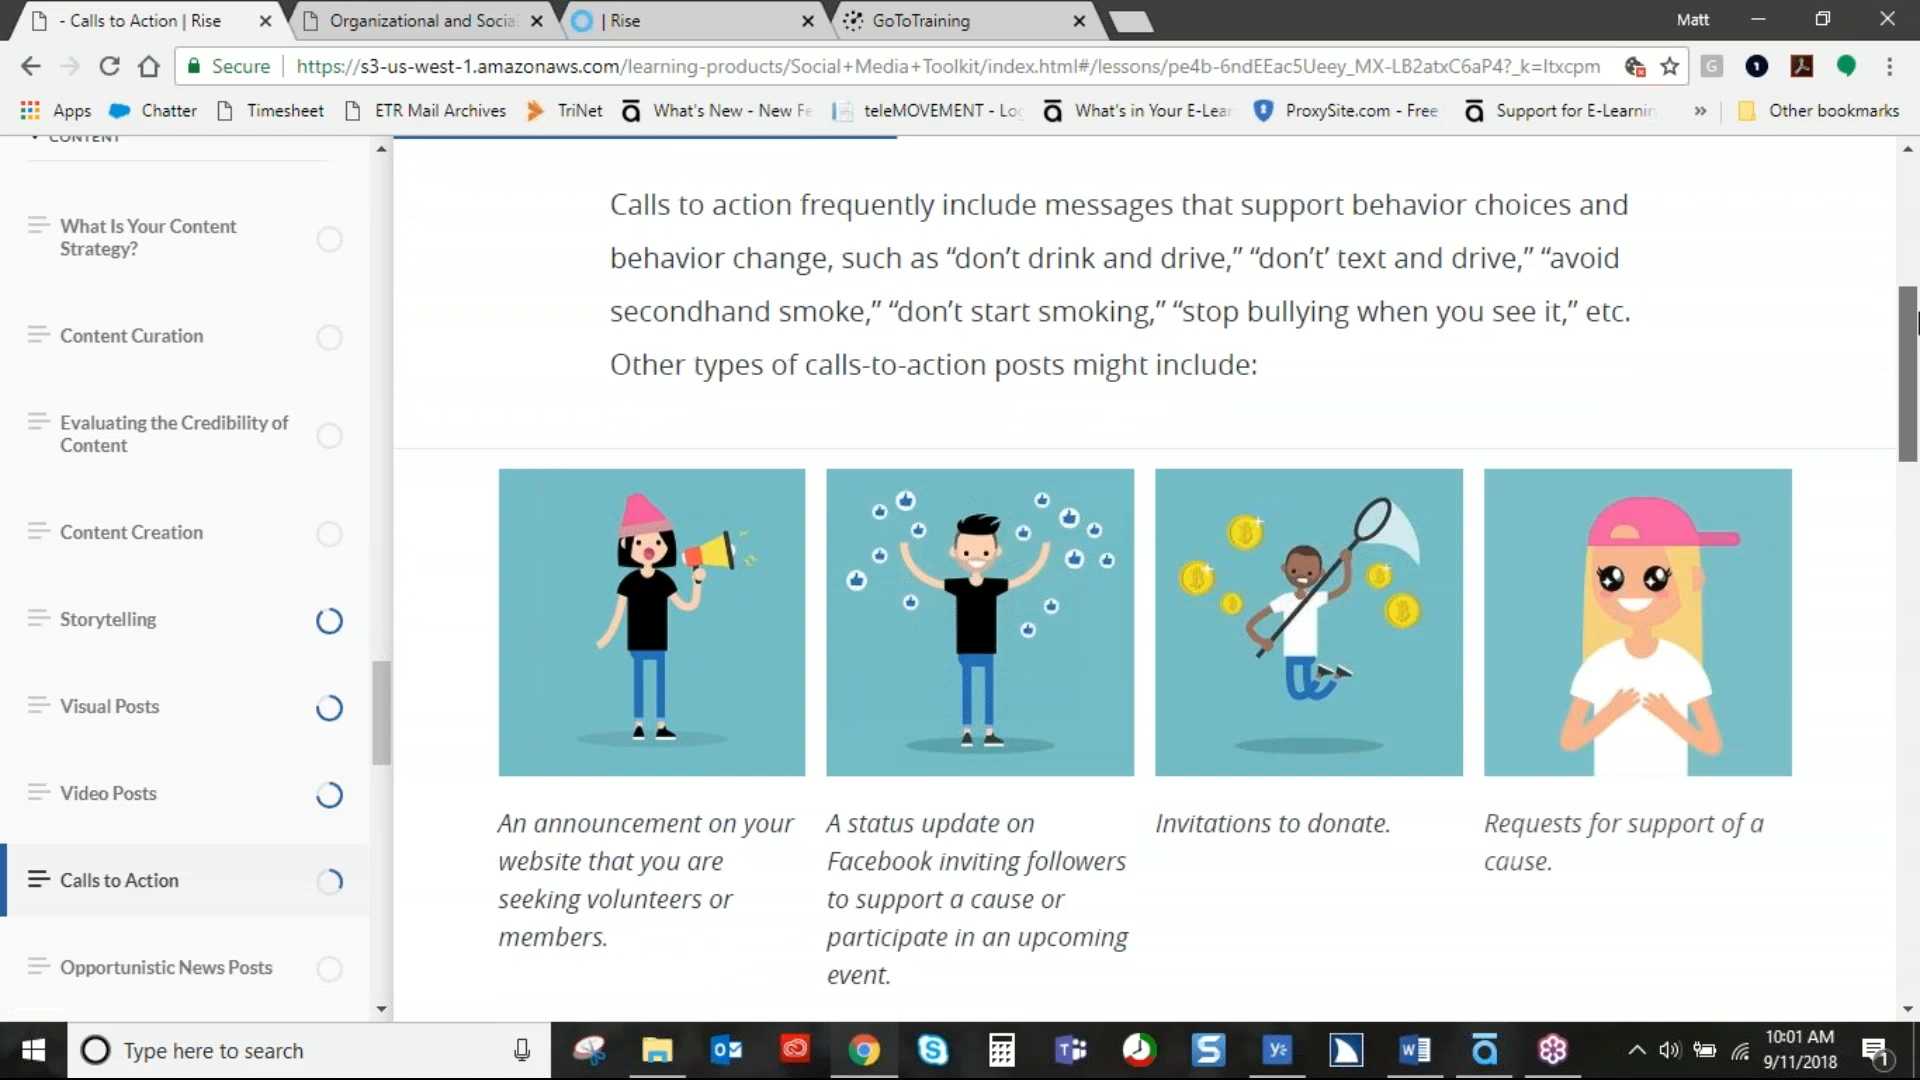 - Calls to Action | Rise
Organizational and Social
| Rise
GoToTraining
Matt
Secure
https://s3-us-west-1.amazonaws.com/learning-products/Social+Media+Toolkit/index.html#/lessons/pe4b-6ndEEac5Ueey_MX-LB2atxC6aP4?_k=ltxcpm
Apps
Chatter
Timesheet
ETR Mail Archives
TriNet
What's New - New Fe
teleMOVEMENT - Log
What's in Your E-Lear
ProxySite.com - Free
Support for E-Learnin
Other bookmarks
CONTENT
What Is Your Content
Strategy?
Content Curation
Evaluating the Credibility of
Content
Content Creation
Storytelling
Visual Posts
Video Posts
Calls to Action
Opportunistic News Posts
Calls to action frequently include messages that support behavior choices and
behavior change, such as “don’t drink and drive,” “don’t’ text and drive,” “avoid
secondhand smoke,” “don’t start smoking,” “stop bullying when you see it,” etc.
Other types of calls-to-action posts might include:
An announcement on your
website that you are
seeking volunteers or
members.
A status update on
Facebook inviting followers
to support a cause or
participate in an upcoming
event.
Invitations to donate.
Requests for support of a
cause.
Type here to search
10:01 AM
9/11/2018
1